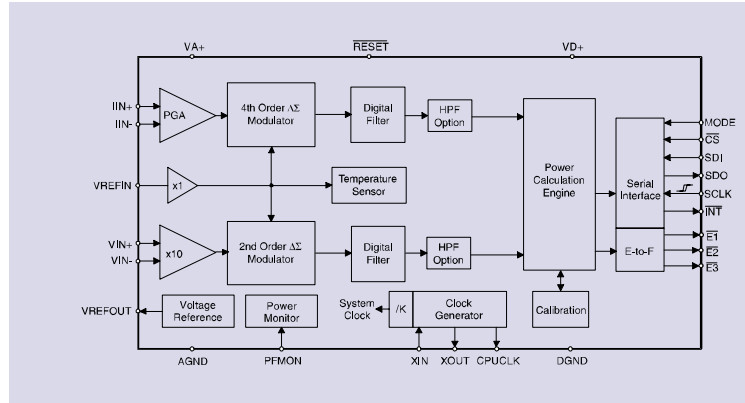 VA+
RESET
VD+
IIN+
IIN-
PGA
4th Order ΔΣ
Modulator
Digital
Filter
HPF
Option
Power
Calculation
Engine
Serial
Interface
MODE
CS
SDI
SDO
SCLK
INT
VREFIN
x1
Temperature
Sensor
VIN+
VIN-
x10
2nd Order ΔΣ
Modulator
Digital
Filter
HPF
Option
E-to-F
E1
E2
E3
VREFOUT
Voltage
Reference
Power
Monitor
System
Clock
/K
Clock
Generator
Calibration
AGND
PFMON
XIN
XOUT
CPUCLK
DGND